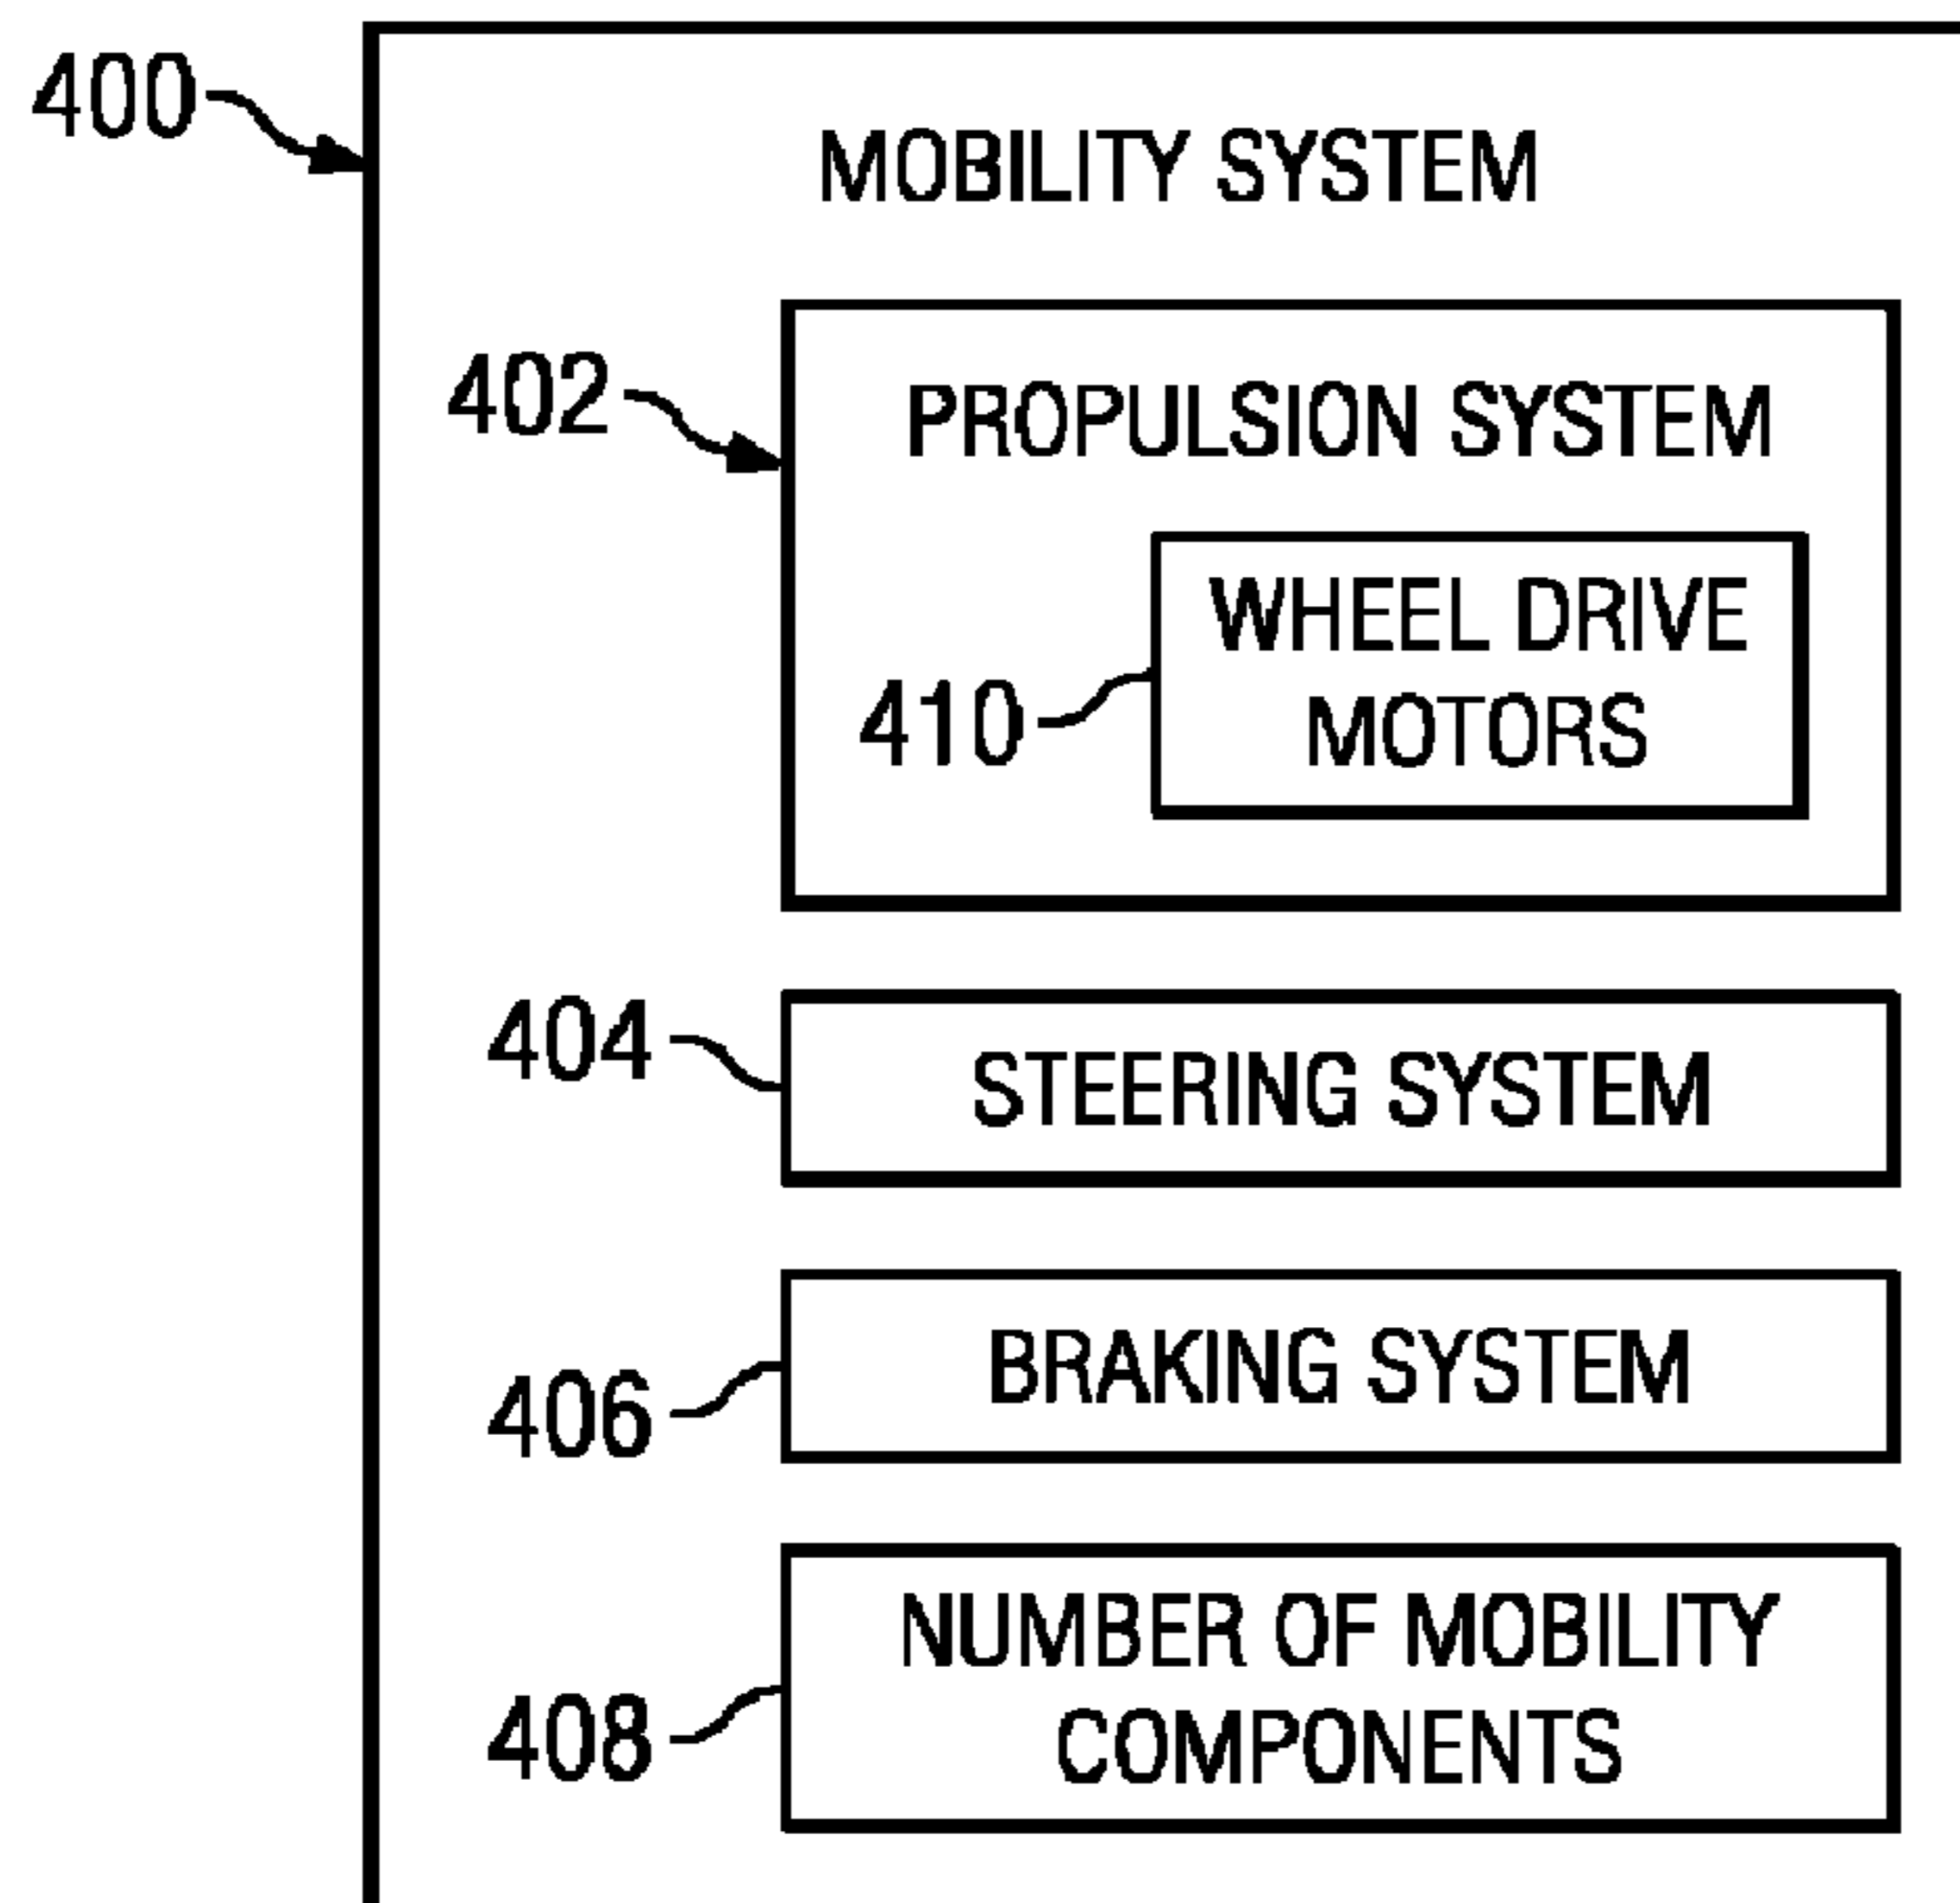 400
MOBILITY SYSTEM
402
PROPULSION SYSTEM
410
WHEEL DRIVE
MOTORS
404
STEERING SYSTEM
406
BRAKING SYSTEM
408
NUMBER OF MOBILITY
COMPONENTS